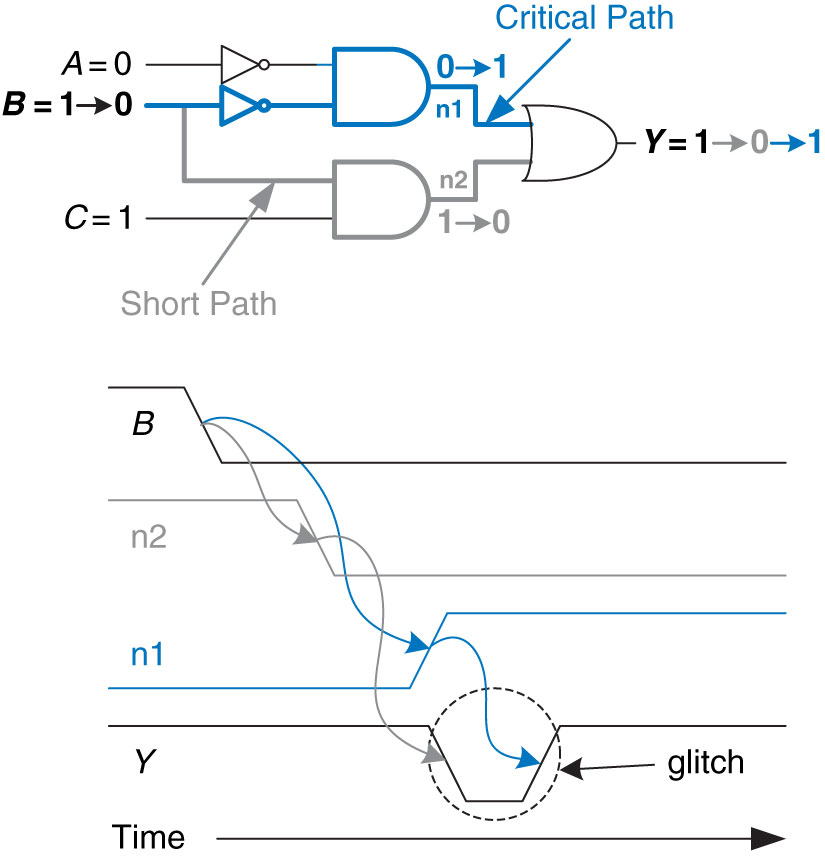 Critical Path
A = 0
0→1
B = 1→0
n1
Y = 1→0→1
n2
C = 1
1→0
Short Path
B
n2
n1
Y
glitch
Time